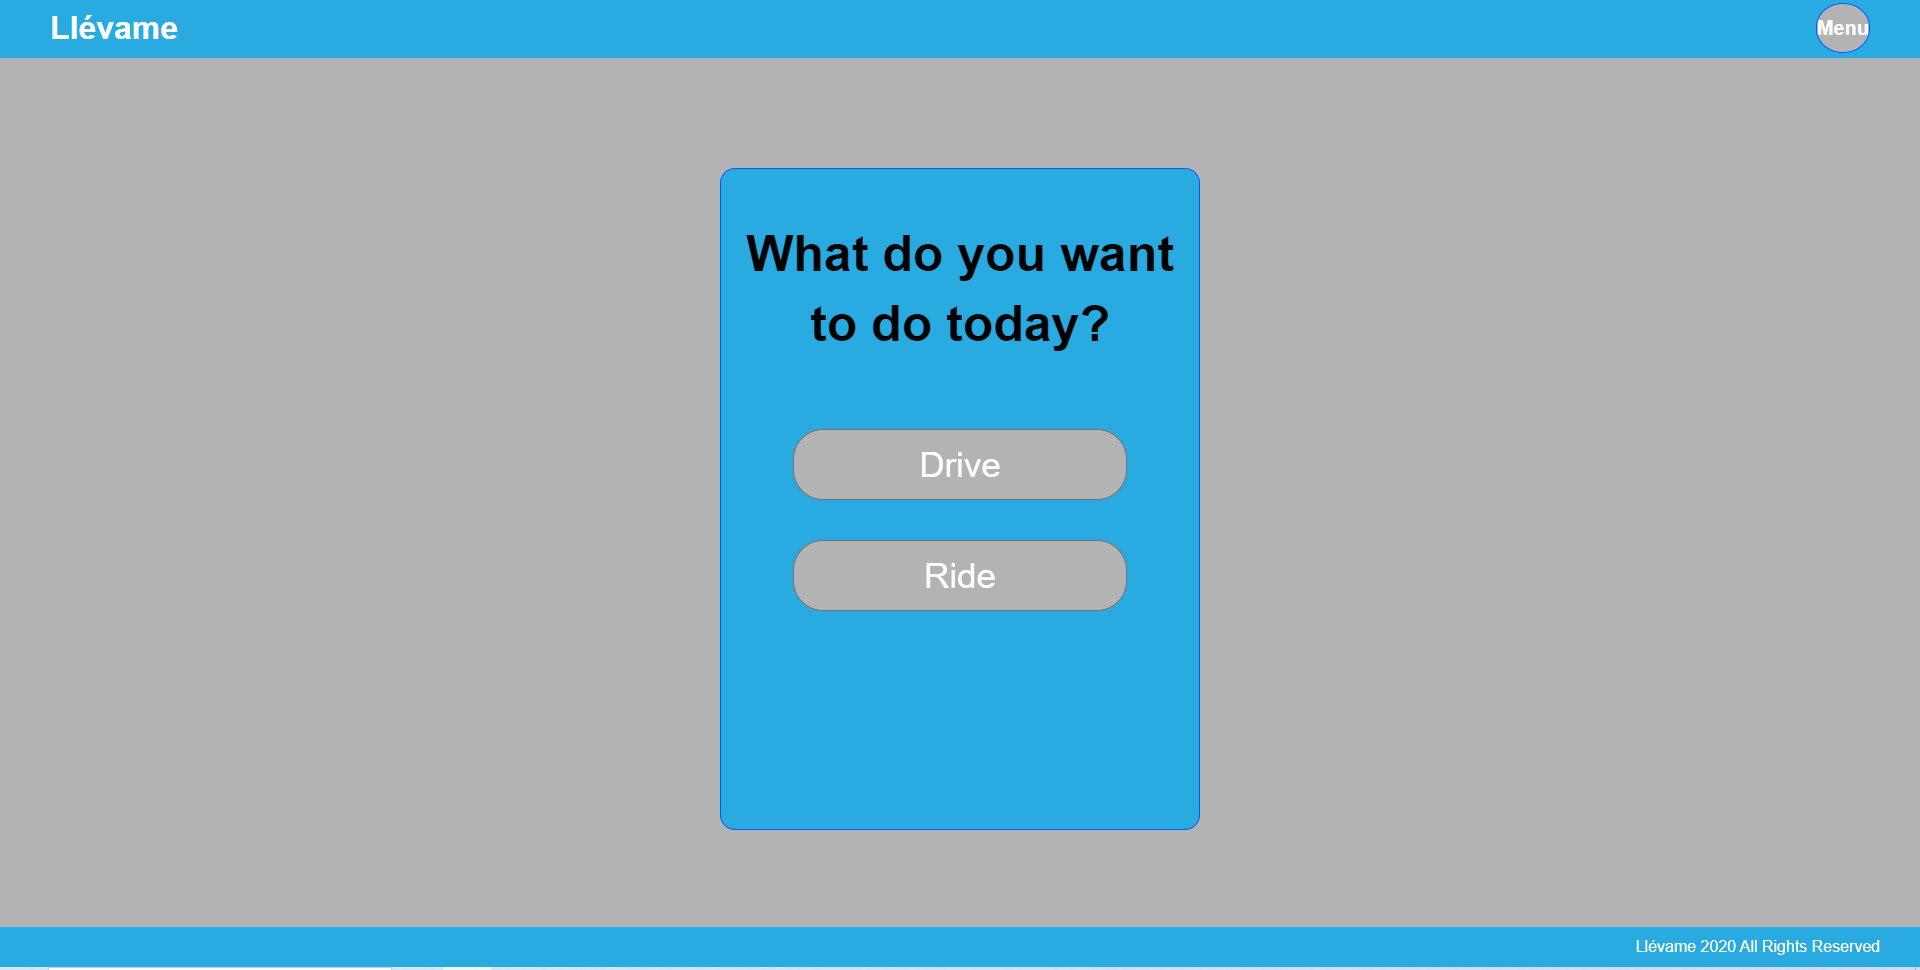 Llévame
Menu
What do you want
to do today?
Drive
Ride
Llévame 2020 All Rights Reserved